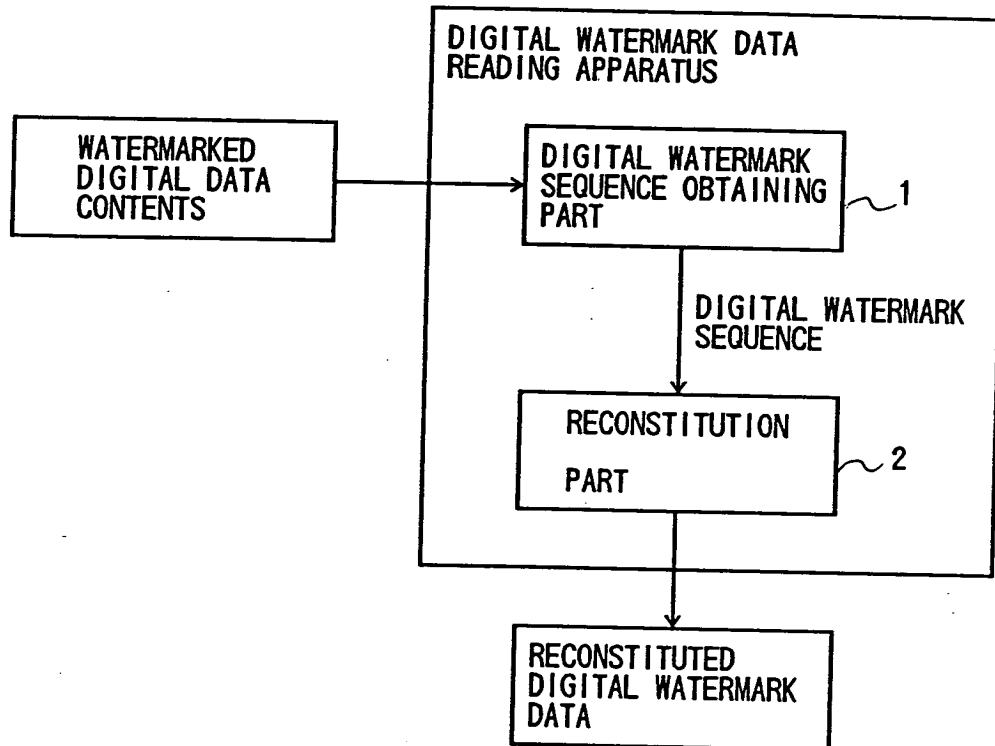 DIGITAL WATERMARK DATA
READING APPARATUS
WATERMARKED
DIGITAL DATA
CONTENTS
DIGITAL WATERMARK
SEQUENCE OBTAINING
PART
1
DIGITAL WATERMARK
SEQUENCE
RECONSTITUTION
PART
2
RECONSTITUTED
DIGITAL WATERMARK
DATA